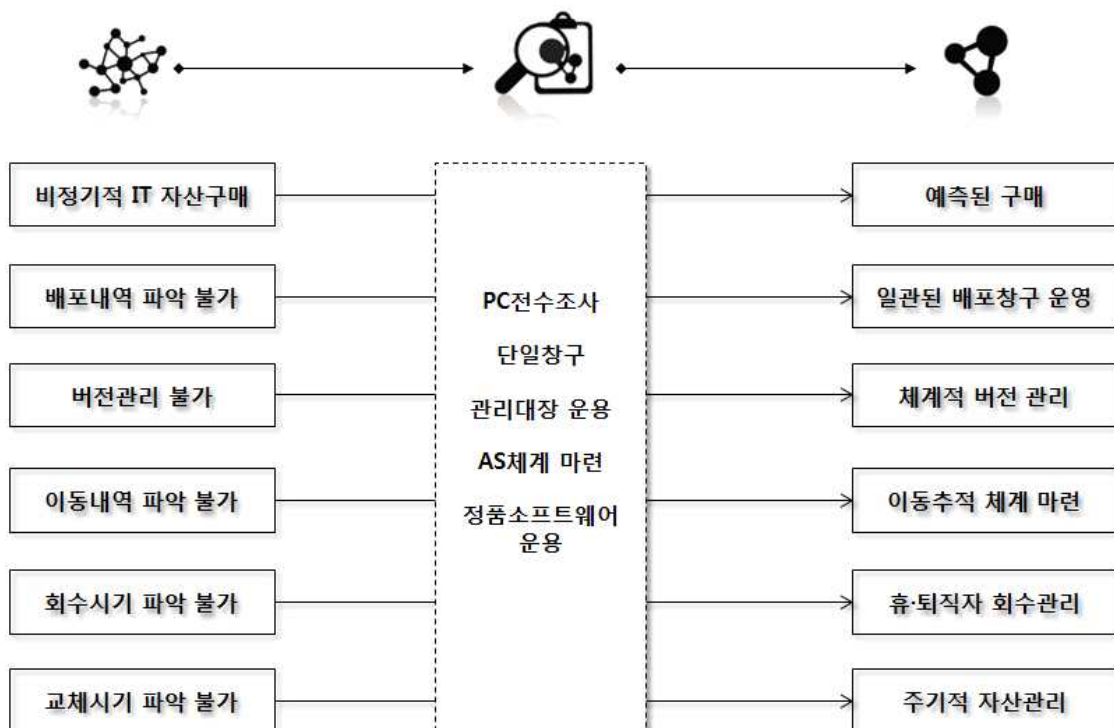 비정기적 IT 자산구매
배포내역 파악 불가
버전관리 불가
이동내역 파악 불가
회수시기 파악 불가
교체시기 파악 불가
PC전수조사
단일창구
관리대장 운용
AS체계 마련
정품소프트웨어
운용
예측된 구매
일관된 배포창구 운영
체계적 버전 관리
이동추적 체계 마련
휴·퇴직자 회수관리
주기적 자산관리